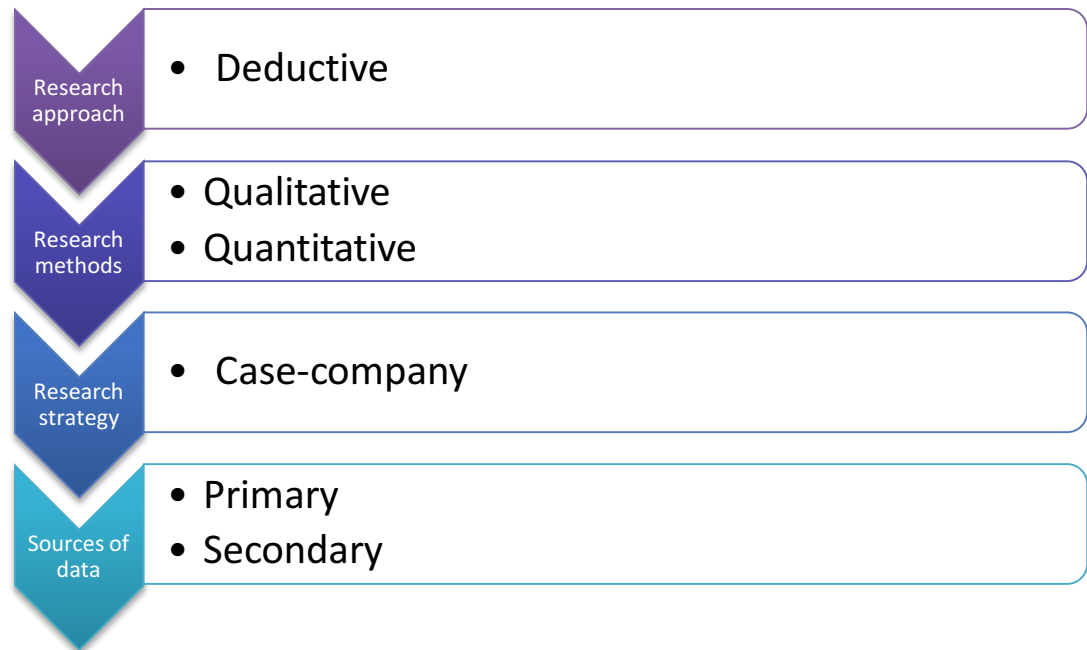 Research
approach
• Deductive
Research
methods
• Qualitative
• Quantitative
Research
strategy
• Case-company
Sources of
data
• Primary
• Secondary